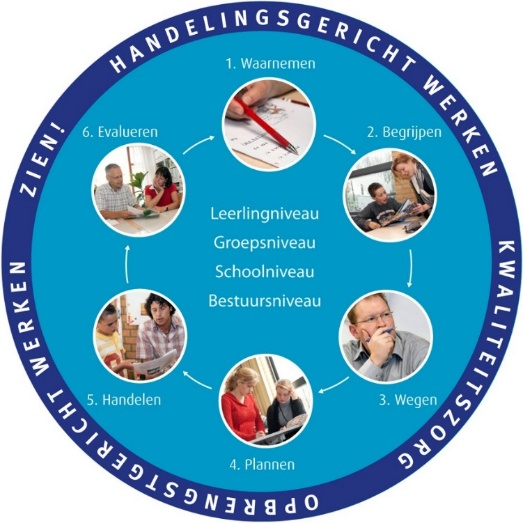 HANDELINGSGERICHT WERKEN
KWALITEITSZORG
OPBRENGSTGERICHT WERKEN
ZIEN!
1. Waarnemen
2. Begrijpen
3. Wegen
4. Plannen
5. Handelen
6. Evalueren
Leerlingniveau
Groepsniveau
Schoolniveau
Bestuursniveau